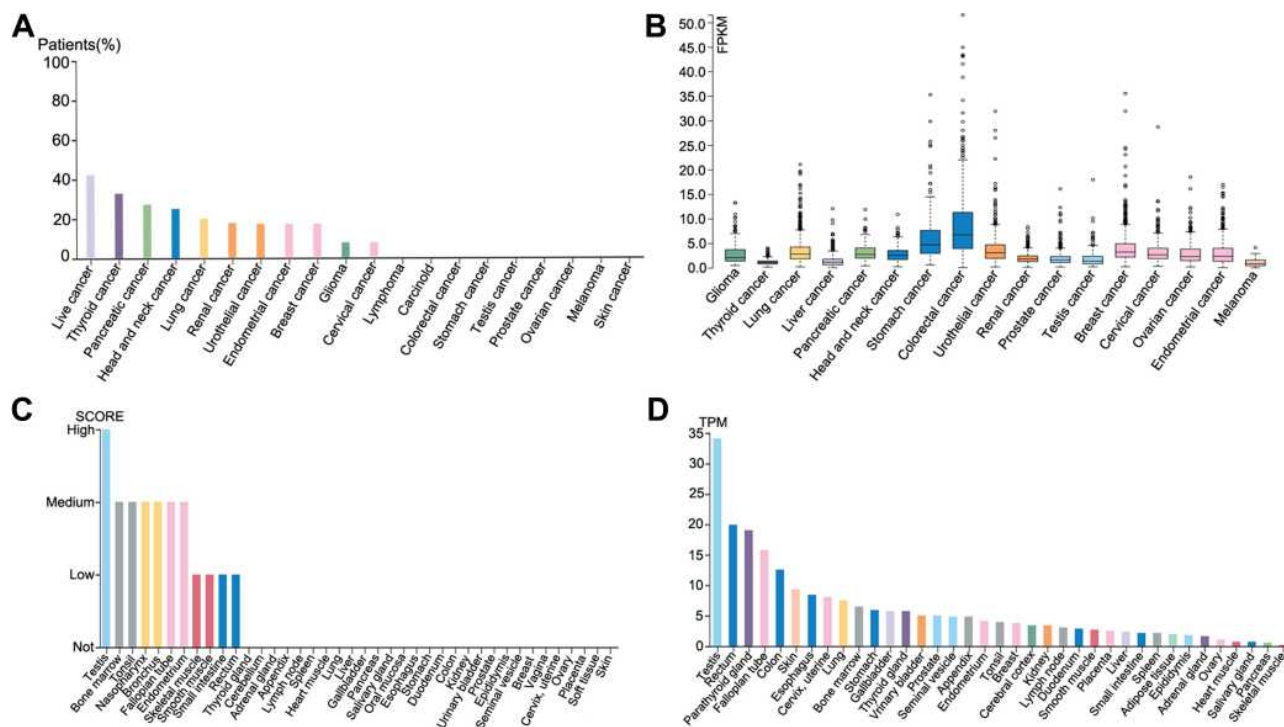 A
Patients(%)
100
80
60
40
20
0
Live cancer
Thyroid cancer
Pancreatic cancer
Head and neck cancer
Lung cancer
Renal cancer
Urothelial cancer
Endometrial cancer
Breast cancer
Glioma
Cervical cancer
Lymphoma
Carcinoid
Colorectal cancer
Stomach cancer
Testis cancer
Prostate cancer
Ovarian cancer
Melanoma
Skin cancer
B
FPKM
50.0
45.0
40.0
35.0
30.0
25.0
20.0
15.0
10.0
5.0
0.0
Glioma
Thyroid cancer
Lung cancer
Liver cancer
Pancreatic cancer
Head and neck cancer
Stomach cancer
Colorectal cancer
Urothelial cancer
Renal cancer
Prostate cancer
Testis cancer
Breast cancer
Cervical cancer
Ovarian cancer
Endometrial cancer
Melanoma
C
SCORE
High
Medium
Low
Not
Testis
Bone marrow
Tonsil
Nasopharynx
Bronchus
Fallopian tube
Endometrium
Skeletal muscle
Smooth muscle
Small intestine
Rectum
Thyroid gland
Cerebellum
Adrenal gland
Appendix
Lymph node
Spleen
Heart muscle
Lung
Liver
Gallbladder
Pancreas
Salivary gland
Oral mucosa
Esophagus
Stomach
Duodenum
Colon
Kidney
Urinary bladder
Prostate
Epididymis
Seminal vesicle
Breast
Vagina
Cervix, uterine
Ovary
Placenta
Soft tissue
Skin
D
TPM
35
30
25
20
15
10
5
0
Testis
Rectum
Parathyroid gland
Fallopian tube
Colon
Skin
Esophagus
Cervix, uterine
Lung
Bone marrow
Stomach
Gallbladder
Thyroid gland
Vrinary bladder
Prostate
Seminal vesicle
Appendix
Endometrium
Tonsil
Breast
Cerebral cortex
Kidney
Lymph node
Duodenum
Smooth muscle
Placenta
Liver
Small Intestine
Spleen
Adipose tissue
Epididymis
Adrenal gland
Ovary
Heart muscle
Salivary gland
Pancreas
Skeletal muscle